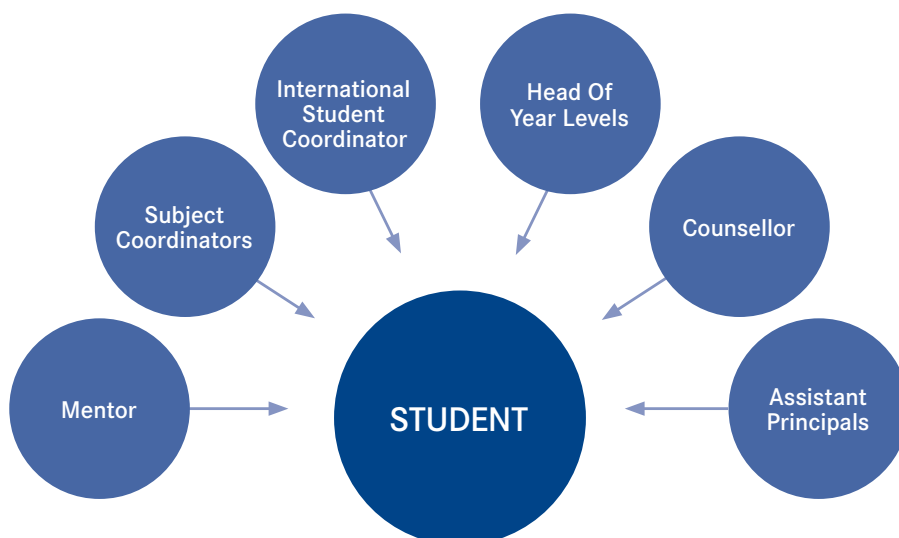 International
Student
Coordinator
Head Of
Year Levels
Subject
Coordinators
Counsellor
Mentor
STUDENT
Assistant
Principals